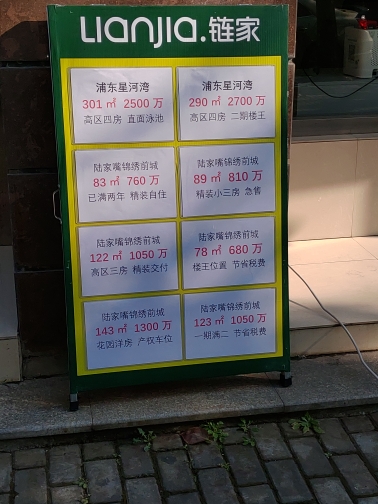 LIANJIA.链家
浦东星河湾
301㎡ 2500万
高区四房 直面泳池
浦东星河湾
290㎡ 2700万
高区四房 二期楼王
陆家嘴锦绣前城
83㎡ 760万
已满两年 精装自住
陆家嘴锦绣前城
89㎡ 810万
精装小三房 急售
陆家嘴锦绣前城
122㎡ 1050万
高区三房 精装交付
陆家嘴锦绣前城
78㎡ 680万
楼王位置 节省税费
陆家嘴锦绣前城
143㎡ 1300万
花园洋房 产权车位
陆家嘴锦绣前城
123㎡ 1050万
一期满二 节省税费